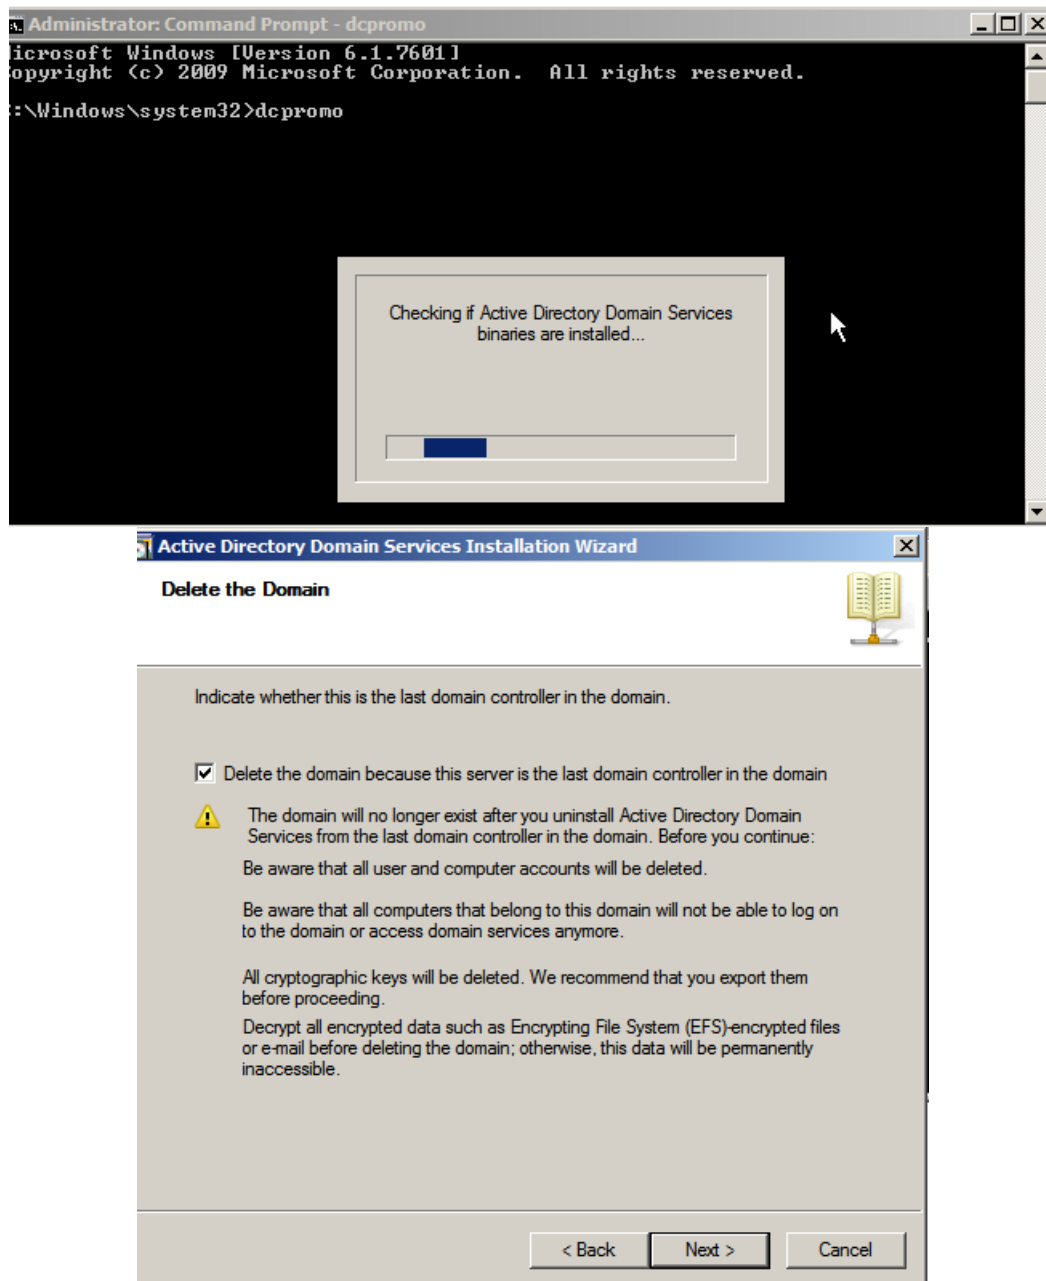 Administrator: Command Prompt - dcpromo
icrosoft Windows [Version 6.1.7601]
opyright (c) 2009 Microsoft Corporation.  All rights reserved.
:\Windows\system32>dcpromo
Checking if Active Directory Domain Services
binaries are installed...
Active Directory Domain Services Installation Wizard
Delete the Domain
Indicate whether this is the last domain controller in the domain.
Delete the domain because this server is the last domain controller in the domain
The domain will no longer exist after you uninstall Active Directory Domain
Services from the last domain controller in the domain. Before you continue:
Be aware that all user and computer accounts will be deleted.
Be aware that all computers that belong to this domain will not be able to log on
to the domain or access domain services anymore.
All cryptographic keys will be deleted. We recommend that you export them
before proceeding.
Decrypt all encrypted data such as Encrypting File System (EFS)-encrypted files
or e-mail before deleting the domain; otherwise, this data will be permanently
inaccessible.
< Back Next > Cancel